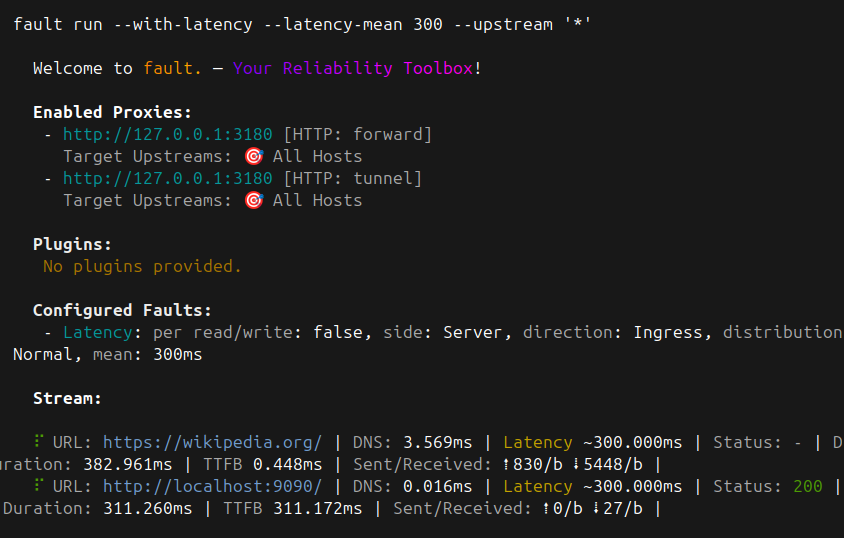 fault run --with-latency --latency-mean 300 --upstream '*'
Welcome to fault. — Your Reliability Toolbox!
Enabled Proxies:
- http://127.0.0.1:3180 [HTTP: forward]
Target Upstreams: 🎯 All Hosts
- http://127.0.0.1:3180 [HTTP: tunnel]
Target Upstreams: 🎯 All Hosts
Plugins:
No plugins provided.
Configured Faults:
- Latency: per read/write: false, side: Server, direction: Ingress, distribution
Normal, mean: 300ms
Stream:
⠏ URL: https://wikipedia.org/ | DNS: 3.569ms | Latency ~300.000ms | Status: - | D
uration: 382.961ms | TTFB 0.448ms | Sent/Received: ⭫830/b ⭭5448/b |
⠏ URL: http://localhost:9090/ | DNS: 0.016ms | Latency ~300.000ms | Status: 200 |
Duration: 311.260ms | TTFB 311.172ms | Sent/Received: ⭫0/b ⭭27/b |